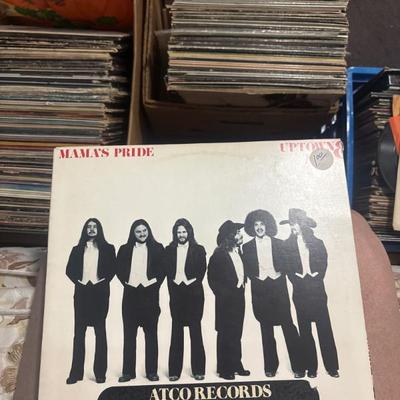 MAMA'S PRIDE
UPTOWN &
ATCO RECORDS